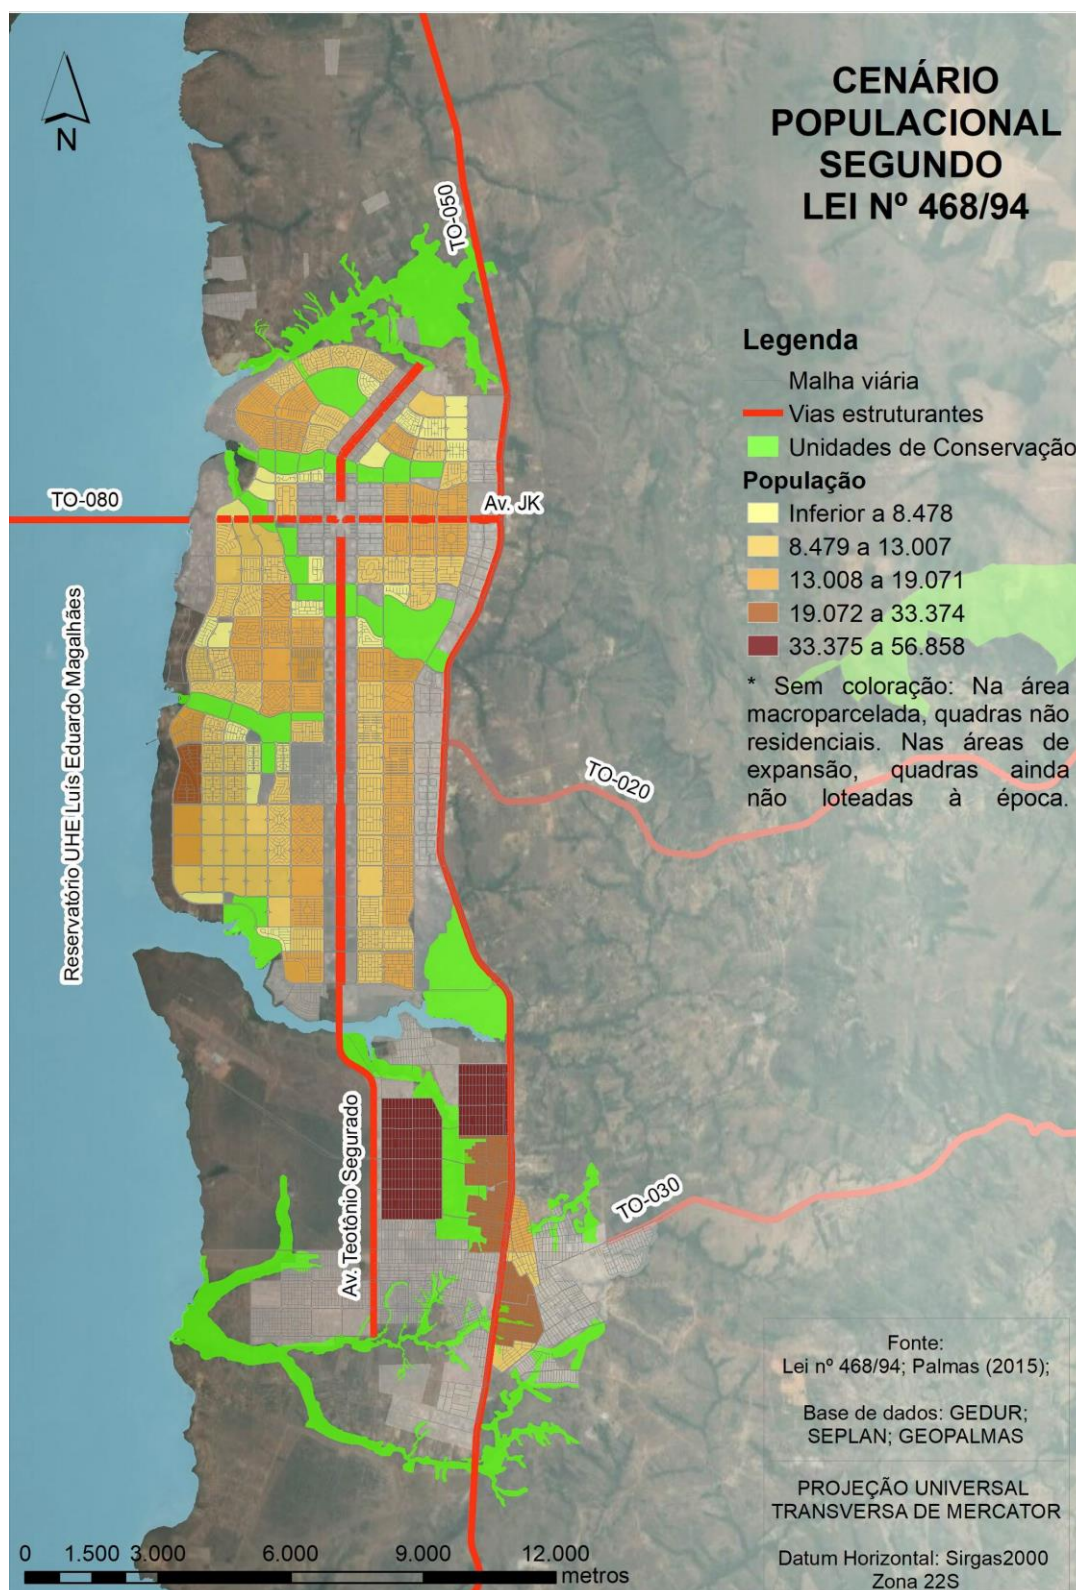 CENÁRIO
POPULACIONAL
SEGUNDO
LEI Nº 468/94
N
TO-050
Legenda
Malha viária
Vias estruturantes
Unidades de Conservação
População
Inferior a 8.478
8.479 a 13.007
13.008 a 19.071
19.072 a 33.374
33.375 a 56.858
* Sem coloração: Na área
macroparcelada, quadras não
residenciais. Nas áreas de
expansão, quadras ainda
não loteadas à época.
TO-080
Av. JK
Reservatório UHE Luís Eduardo Magalhães
TO-020
Av. Teotônio Segurado
TO-030
Fonte:
Lei nº 468/94; Palmas (2015);
Base de dados: GEDUR;
SEPLAN; GEOPALMAS
PROJEÇÃO UNIVERSAL
TRANSVERSA DE MERCATOR
Datum Horizontal: Sirgas2000
Zona 22S
0 1.500 3.000 6.000 9.000 12.000
metros